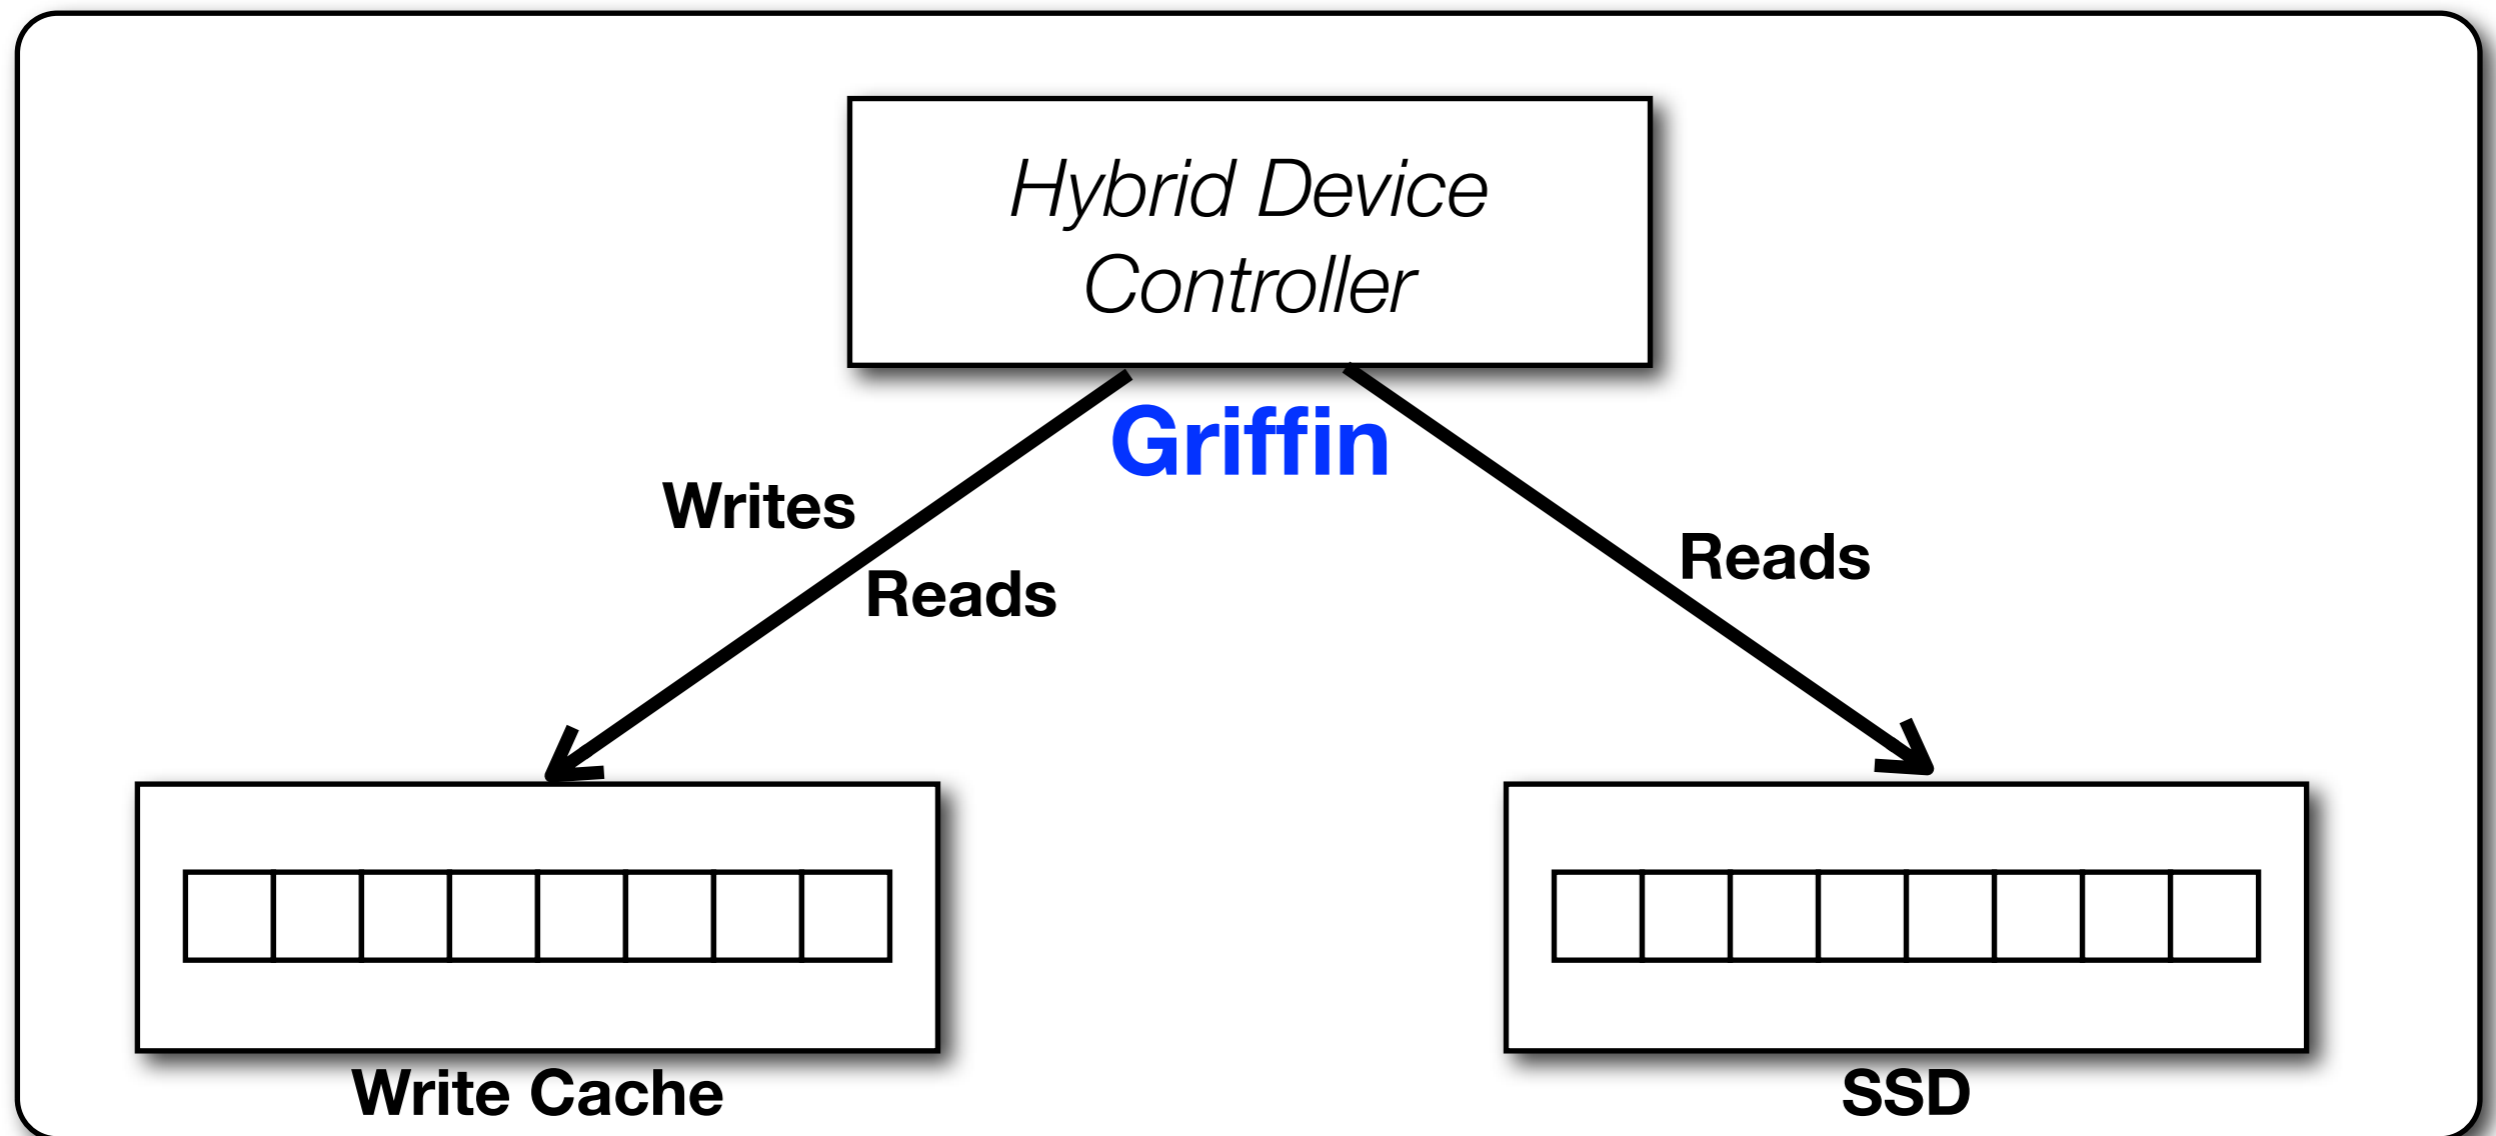 Hybrid Device
Controller
Griffin
Writes
Reads
Reads
Write Cache
SSD